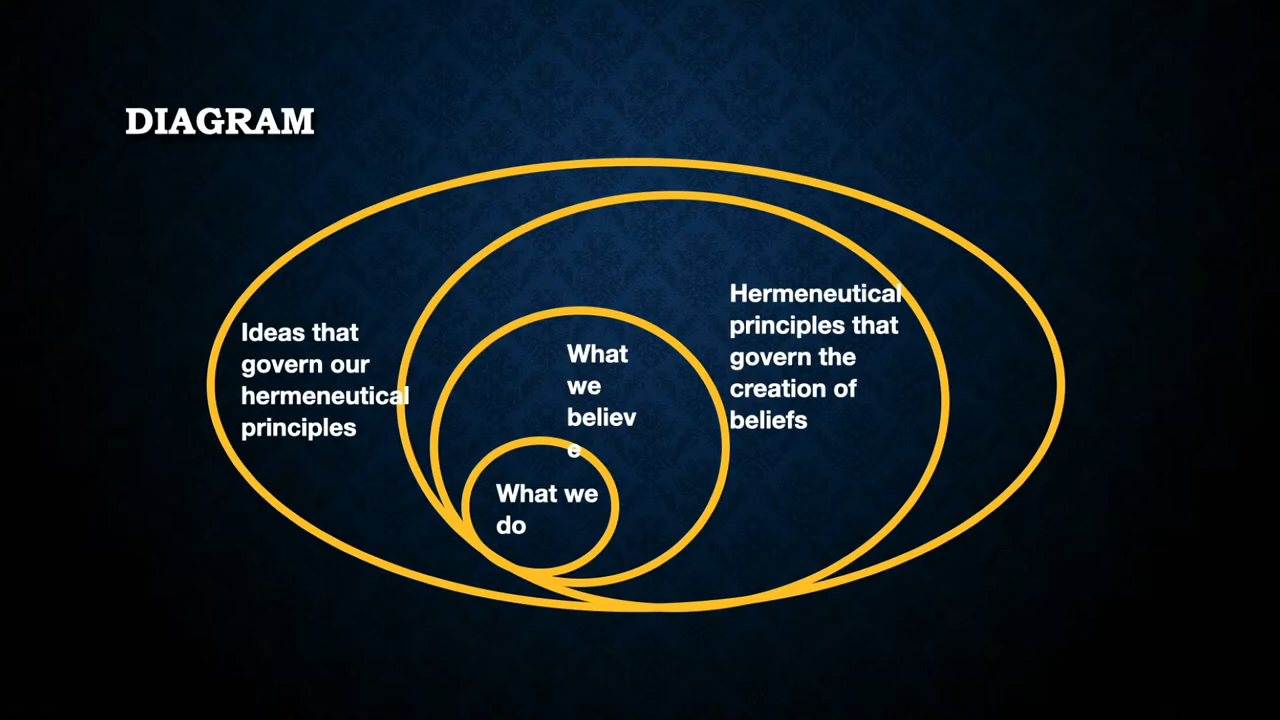 DIAGRAM
Ideas that
govern our
hermeneutical
principles
Hermeneutical
principles that
govern the
creation of
beliefs
What
we
believ
e
What we
do